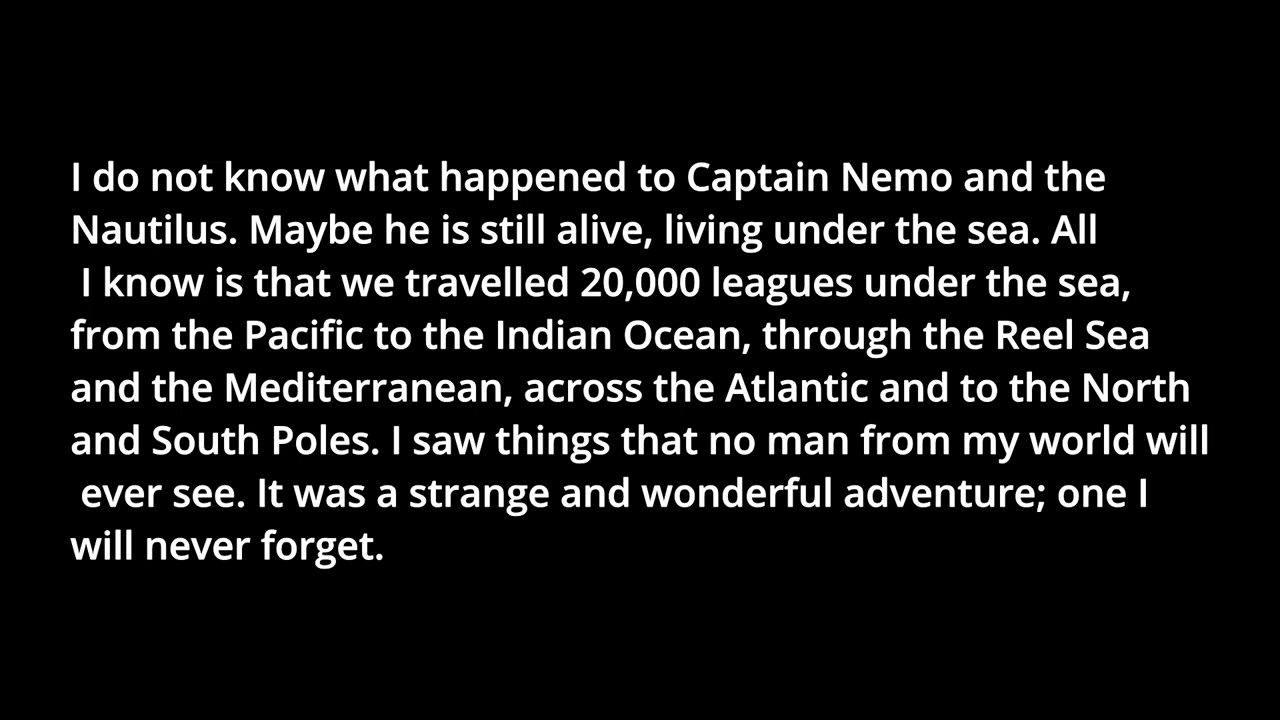 I do not know what happened to Captain Nemo and the
Nautilus. Maybe he is still alive, living under the sea. All
I know is that we travelled 20,000 leagues under the sea,
from the Pacific to the Indian Ocean, through the Reel Sea
and the Mediterranean, across the Atlantic and to the North
and South Poles. I saw things that no man from my world will
ever see. It was a strange and wonderful adventure; one I
will never forget.